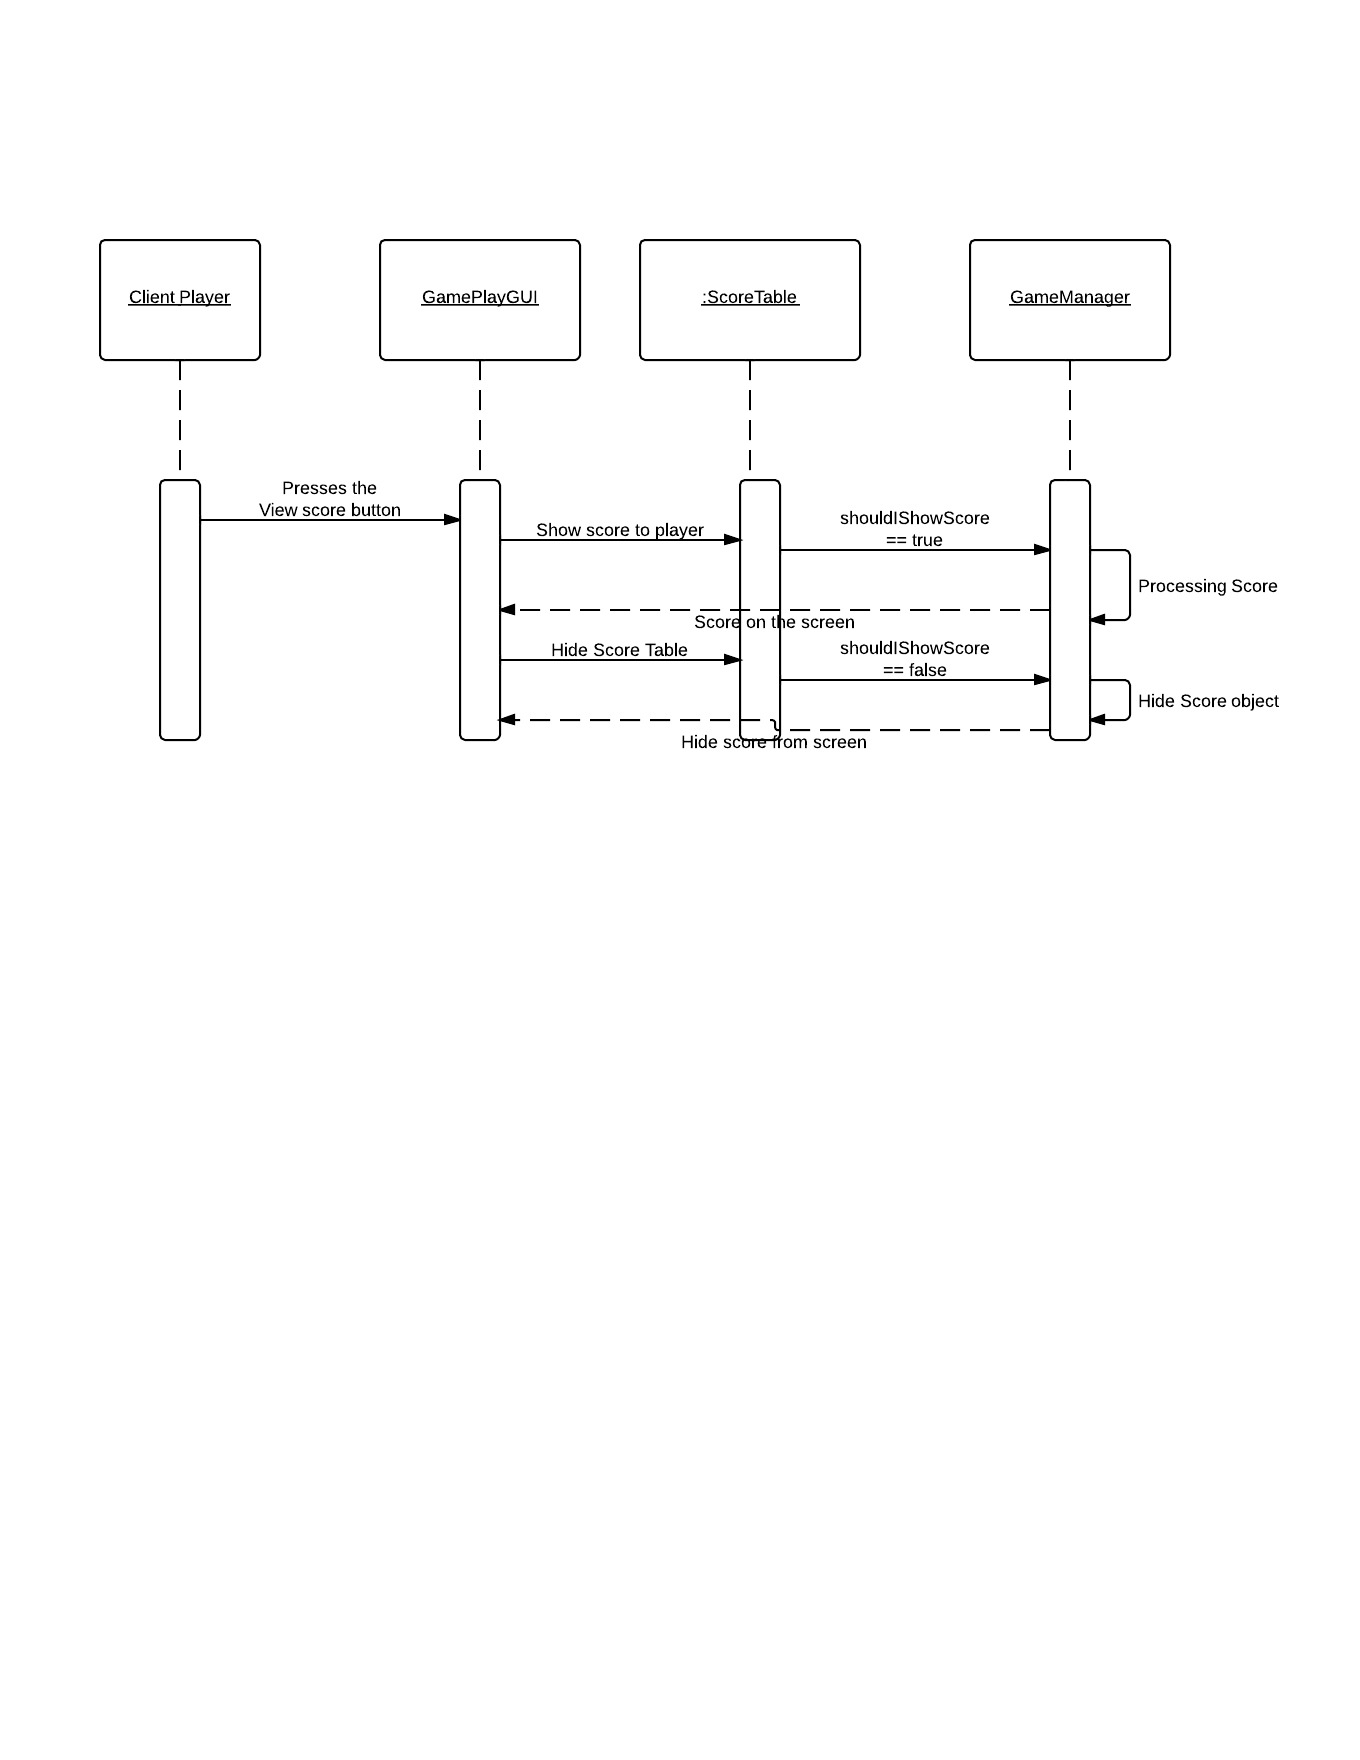 Client Player
GamePlayGUI
:ScoreTable
GameManager
Presses the
View score button
Show score to player
shouldIShowScore
== true
Processing Score
Score on the screen
Hide Score Table
shouldIShowScore
== false
Hide Score object
Hide score from screen